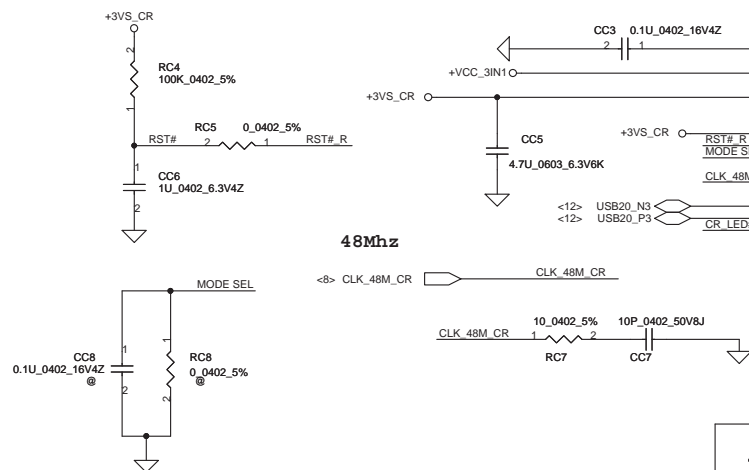 +3VS_CR
2
RC4
100K_0402_5%
1
RST#
RC5
0_0402_5%
2
1
RST#_R
1
CC6
1U_0402_6.3V4Z
2
CC3
0.1U_0402_16V4Z
2
1
+VCC_3IN1
+3VS_CR
CC5
4.7U_0603_6.3V6K
+3VS_CR
RST#_R
MODE S
CLK_48M
<12> USB20_N3
<12> USB20_P3
CR_LED
48Mhz
<8> CLK_48M_CR
CLK_48M_CR
MODE SEL
1
CC8
0.1U_0402_16V4Z
@
2
1
RC8
0_0402_5%
@
2
CLK_48M_CR
10_0402_5%
1
2
RC7
10P_0402_50V8J
CC7